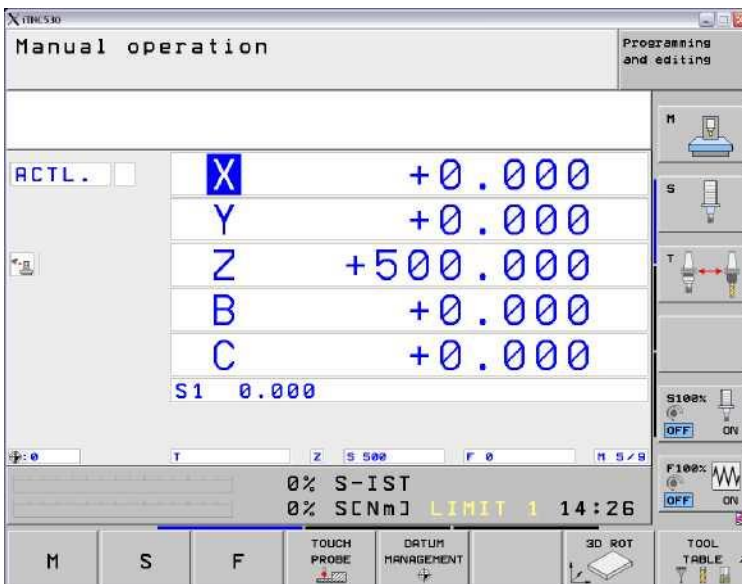 iTNC530
Manual operation
Programming
and editing
M
ACTL.
X +0.000
S
Y +0.000
Z +500.000
T
B +0.000
C +0.000
S1 0.000
S100%
OFF ON
:0 T Z S 500 F 0 M 5/9
F100%
0% S-IST
OFF ON
0% S[Nm] LIMIT 1 14:26
M S F TOUCH PROBE DATUM MANAGEMENT 3D ROT TOOL TABLE